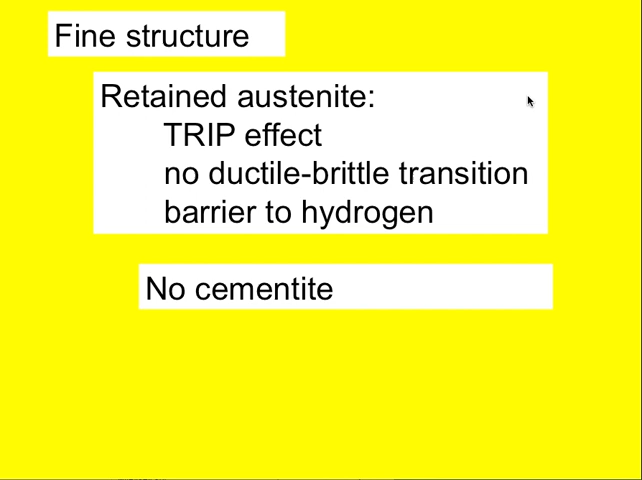 Fine structure
Retained austenite:
TRIP effect
no ductile-brittle transition
barrier to hydrogen
No cementite